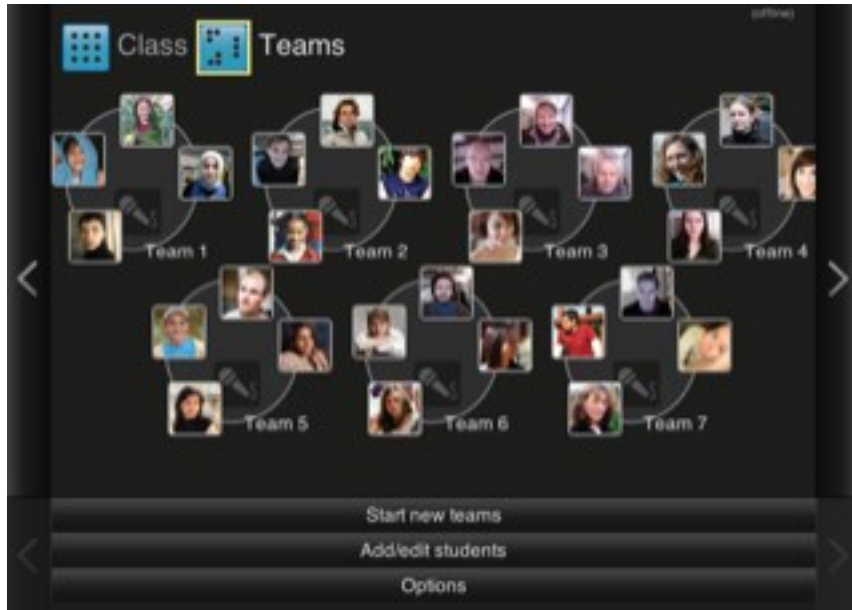 (offline)
Class Teams
Team 1 Team 2 Team 3 Team 4
Team 5 Team 6 Team 7
Start new teams
Add/edit students
Options